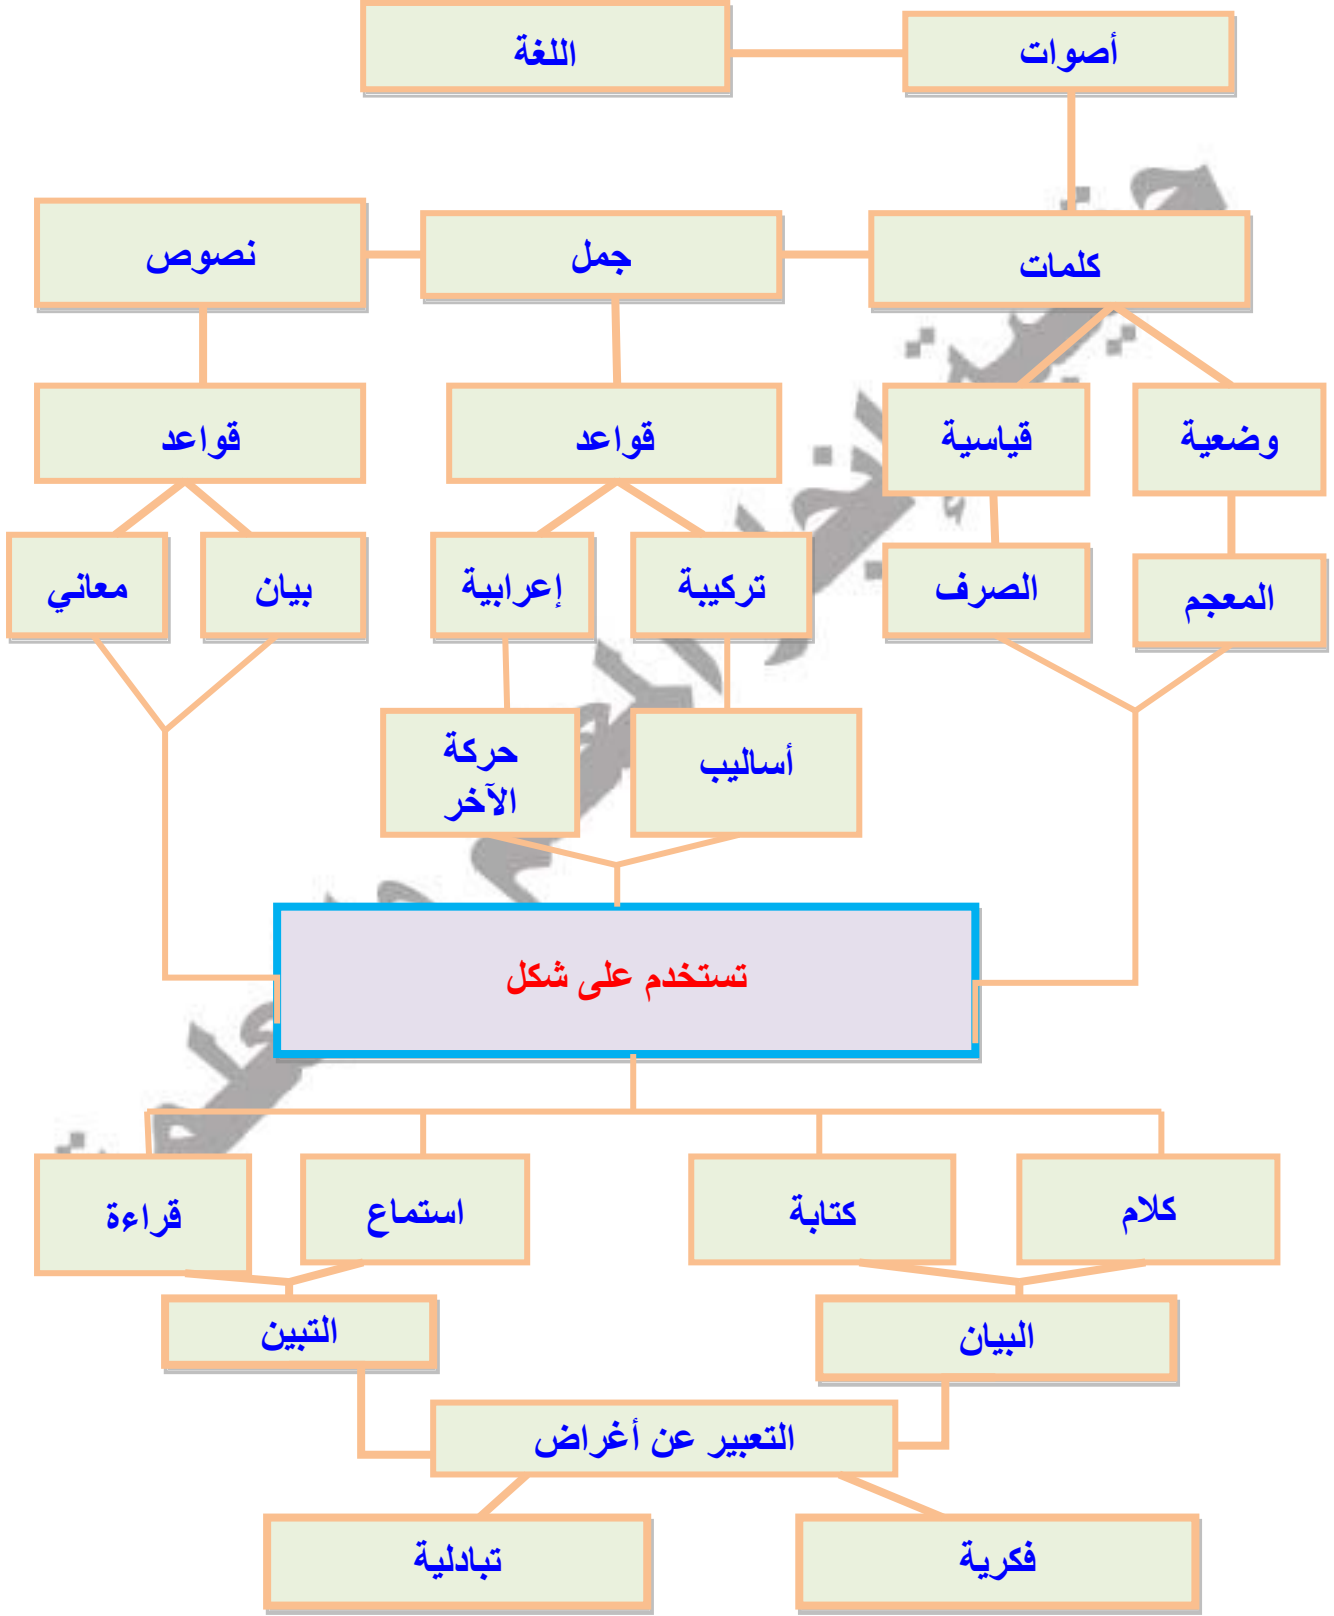 اللغة
أصوات
كلمات
جمل
نصوص
وضعية
قياسية
قواعد
قواعد
المعجم
الصرف
تركيبة
إعرابية
بيان
معاني
أساليب
حركة
الآخر
تستخدم على شكل
كلام
كتابة
استماع
قراءة
البيان
التبين
التعبير عن أغراض
فكرية
تبادلية